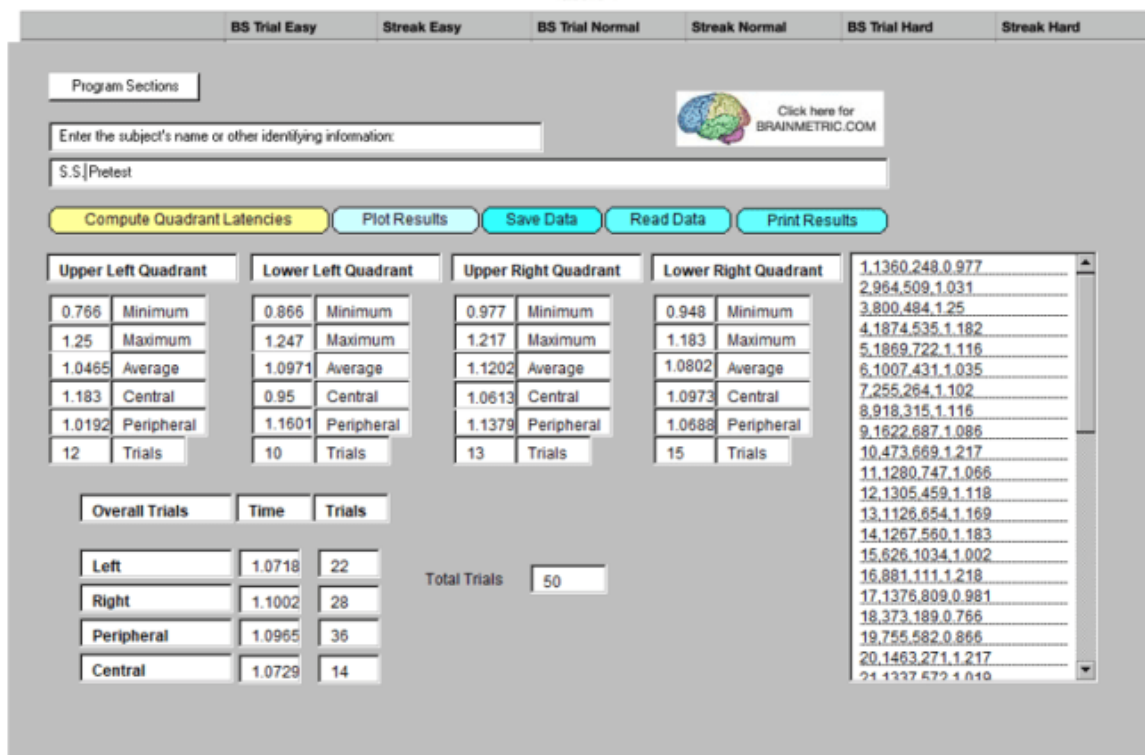 BS Trial Easy Streak Easy BS Trial Normal Streak Normal BS Trial Hard Streak Hard
Program Sections
Click here for
BRAINMETRIC.COM
Enter the subject's name or other identifying information:
S.S. Pretest
Compute Quadrant Latencies Plot Results Save Data Read Data Print Results
Upper Left Quadrant Lower Left Quadrant Upper Right Quadrant Lower Right Quadrant
0.766 Minimum 0.866 Minimum 0.977 Minimum 0.948 Minimum
1.25 Maximum 1.247 Maximum 1.217 Maximum 1.183 Maximum
1.0465 Average 1.0971 Average 1.1202 Average 1.0802 Average
1.183 Central 0.95 Central 1.0613 Central 1.0973 Central
1.0192 Peripheral 1.1601 Peripheral 1.1379 Peripheral 1.0688 Peripheral
12 Trials 10 Trials 13 Trials 15 Trials
Overall Trials Time Trials
Left 1.0718 22
Right 1.1002 28
Peripheral 1.0965 36
Central 1.0729 14
Total Trials 50
1,1360,248,0.977
2,964,509,1.031
3,800,484,1.25
4,1874,535,1.182
5,1869,722,1.116
6,1007,431,1.035
7,255,264,1.102
8,918,315,1.116
9,1622,687,1.086
10,473,669,1.217
11,1280,747,1.066
12,1305,459,1.118
13,1126,654,1.169
14,1267,560,1.183
15,626,1034,1.002
16,881,111,1.218
17,1376,809,0.981
18,373,189,0.766
19,755,582,0.866
20,1463,271,1.217
21,1337,572,1.019